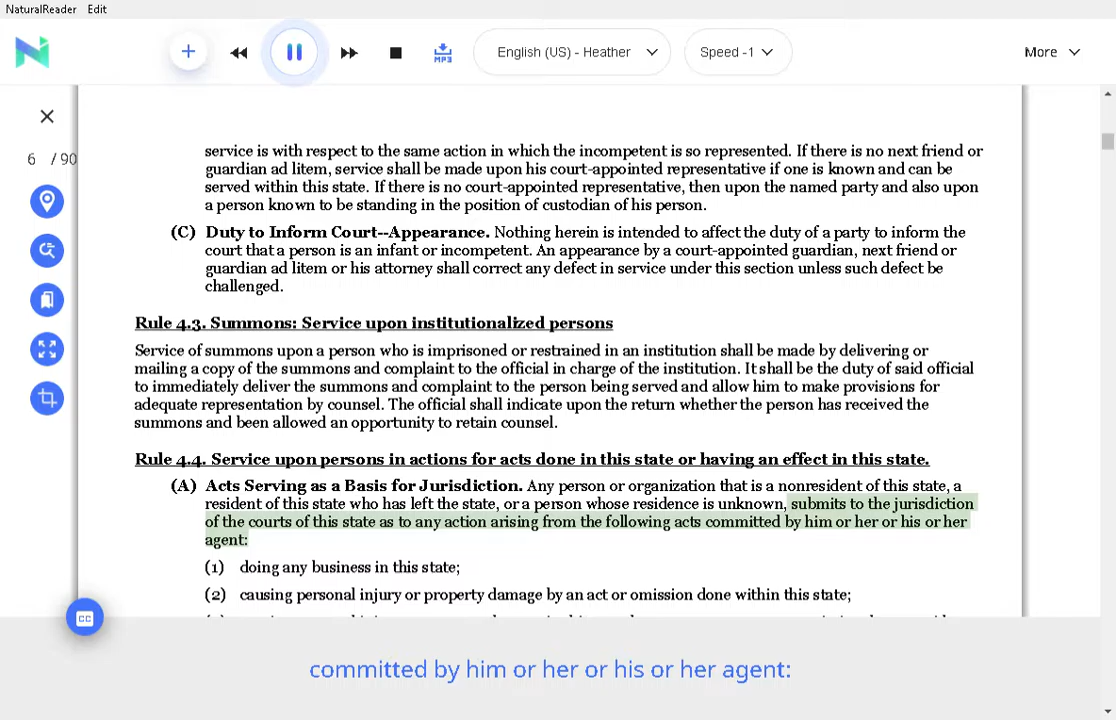 NaturalReader Edit
MP3
English (US) - Heather
Speed -1
More
6 / 90
service is with respect to the same action in which the incompetent is so represented. If there is no next friend or
guardian ad litem, service shall be made upon his court-appointed representative if one is known and can be
served within this state. If there is no court-appointed representative, then upon the named party and also upon
a person known to be standing in the position of custodian of his person.
(C) Duty to Inform Court--Appearance. Nothing herein is intended to affect the duty of a party to inform the
court that a person is an infant or incompetent. An appearance by a court-appointed guardian, next friend or
guardian ad litem or his attorney shall correct any defect in service under this section unless such defect be
challenged.
Rule 4.3. Summons: Service upon institutionalized persons
Service of summons upon a person who is imprisoned or restrained in an institution shall be made by delivering or
mailing a copy of the summons and complaint to the official in charge of the institution. It shall be the duty of said official
to immediately deliver the summons and complaint to the person being served and allow him to make provisions for
adequate representation by counsel. The official shall indicate upon the return whether the person has received the
summons and been allowed an opportunity to retain counsel.
Rule 4.4. Service upon persons in actions for acts done in this state or having an effect in this state.
(A) Acts Serving as a Basis for Jurisdiction. Any person or organization that is a nonresident of this state, a
resident of this state who has left the state, or a person whose residence is unknown, submits to the jurisdiction
of the courts of this state as to any action arising from the following acts committed by him or her or his or her
agent:
(1) doing any business in this state;
(2) causing personal injury or property damage by an act or omission done within this state;
CC
committed by him or her or his or her agent: